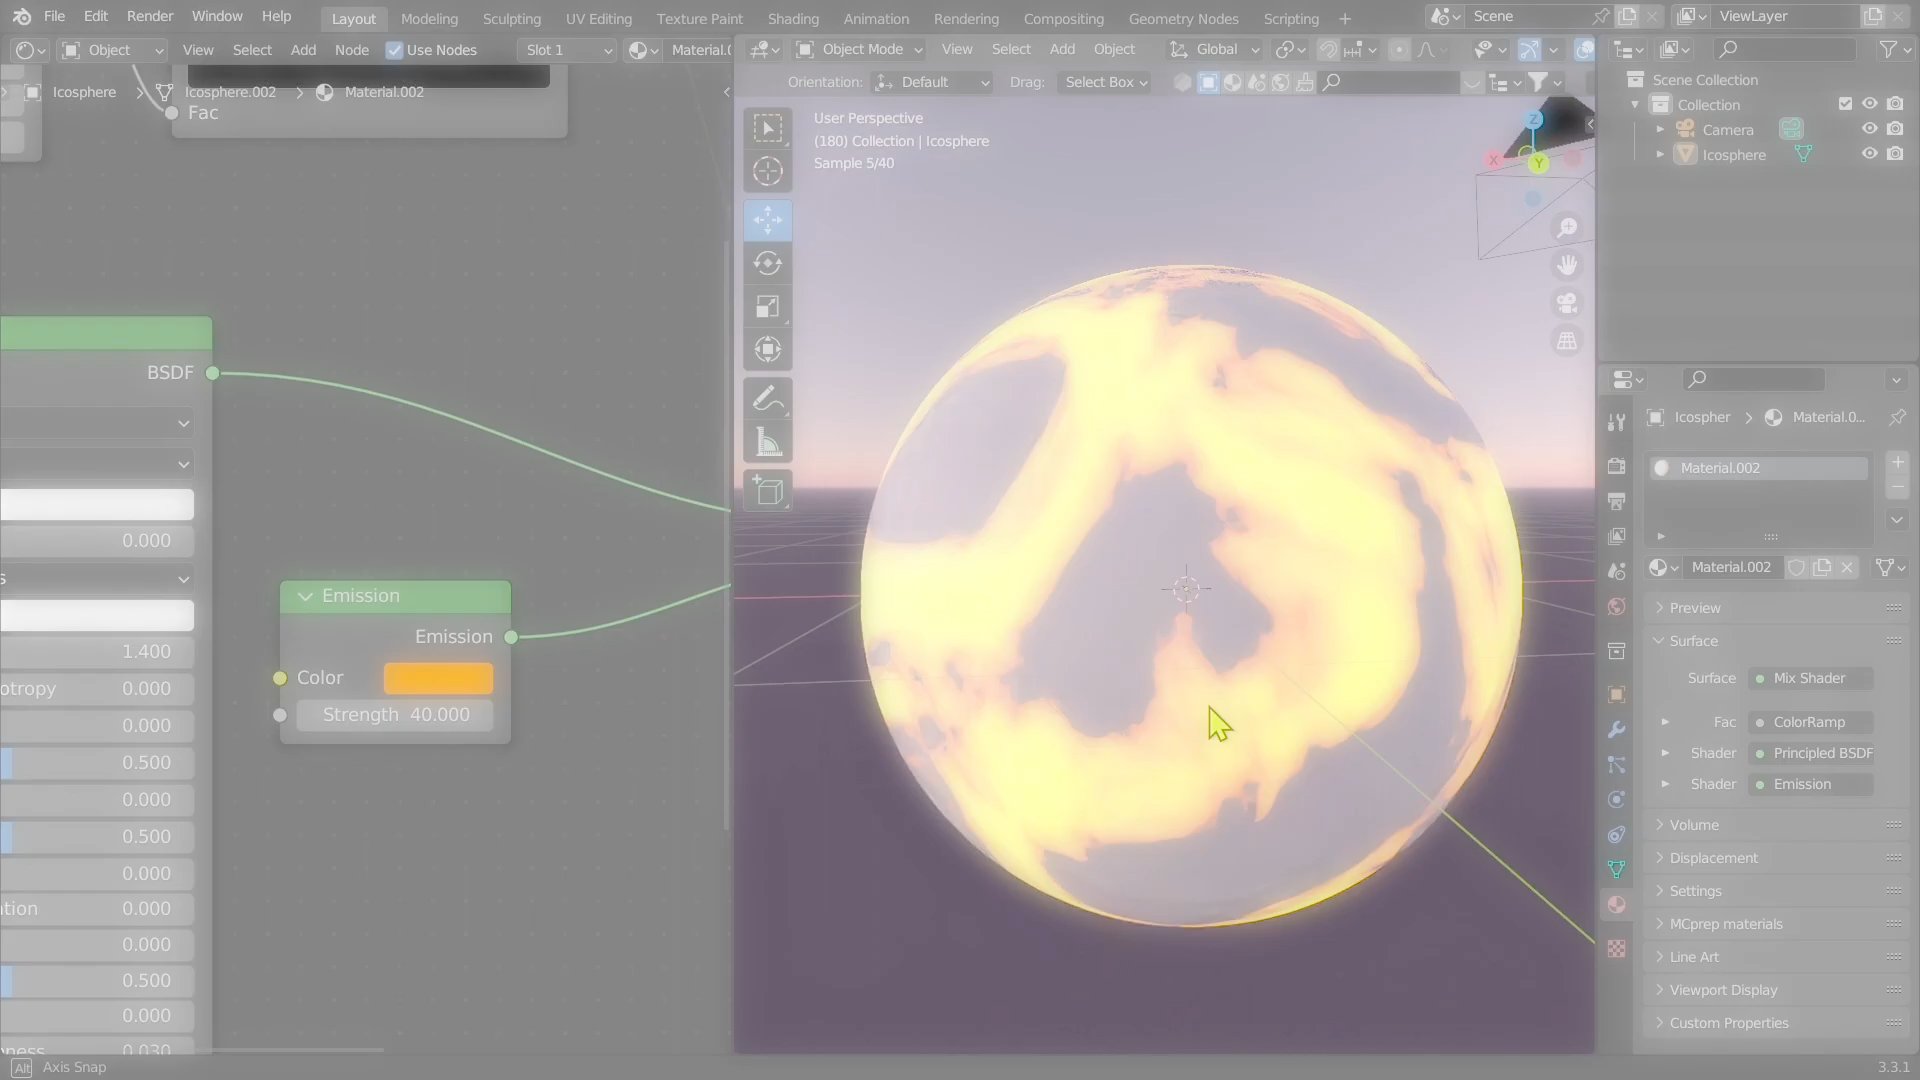 File Edit Render Window Help
Layout Modeling Sculpting UV Editing Texture Paint Shading Animation Rendering Compositing Geometry Nodes Scripting +
Scene
ViewLayer
Object View Select Add Node Use Nodes Slot 1 Material.0
Object Mode View Select Add Object Global
Orientation: Default Drag: Select Box
Icosphere > Icosphere.002 > Material.002
Fac
User Perspective
(180) Collection | Icosphere
Sample 5/40
Z
X
Y
BSDF
0.000
1.400
otropy 0.000
0.000
0.500
0.000
0.500
0.000
0.000
0.000
0.500
0.000
0.030
Emission
Emission
Color
Strength 40.000
Scene Collection
Collection
Camera
Icosphere
Icospher > Material.0...
Material.002
Material.002
Preview
Surface
Surface Mix Shader
Fac ColorRamp
Shader Principled BSDF
Shader Emission
Volume
Displacement
Settings
MCprep materials
Line Art
Viewport Display
Custom Properties
Alt Axis Snap
3.3.1